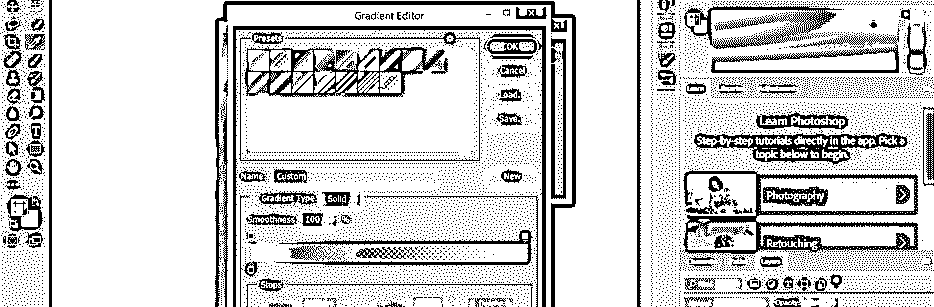 Gradient Editor
Presets
OK
Cancel
Load..
Save..
Name: Custom
New
Gradient Type: Solid
Smoothness: 100 %
Stops
Learn Photoshop
Step-by-step tutorials directly in the app. Pick a
topic below to begin.
Photography
Retouching